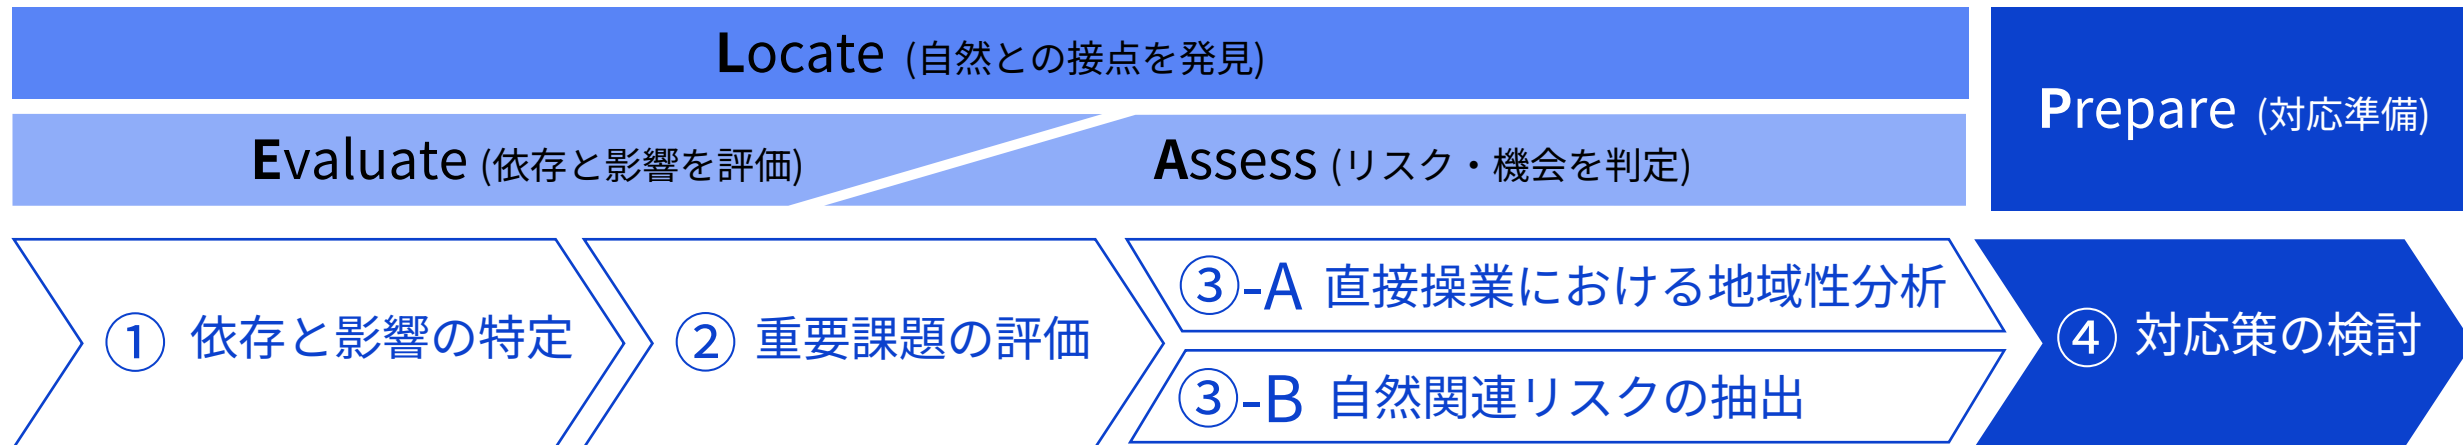 Locate (自然との接点を発見)
Prepare (対応準備)
Evaluate (依存と影響を評価)
Assess (リスク・機会を判定)
① 依存と影響の特定
② 重要課題の評価
③-A 直接操業における地域性分析
③-B 自然関連リスクの抽出
④ 対応策の検討